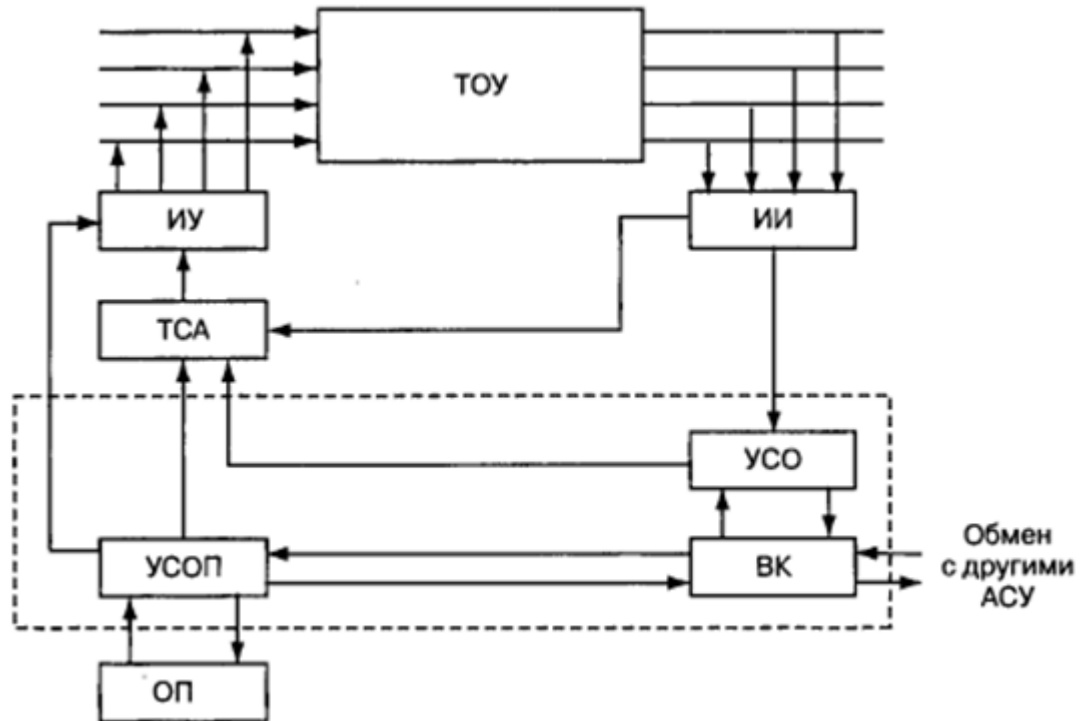 ТОУ
ИУ
ИИ
ТСА
УСО
УСОП
ВК
Обмен
с другими
АСУ
ОП